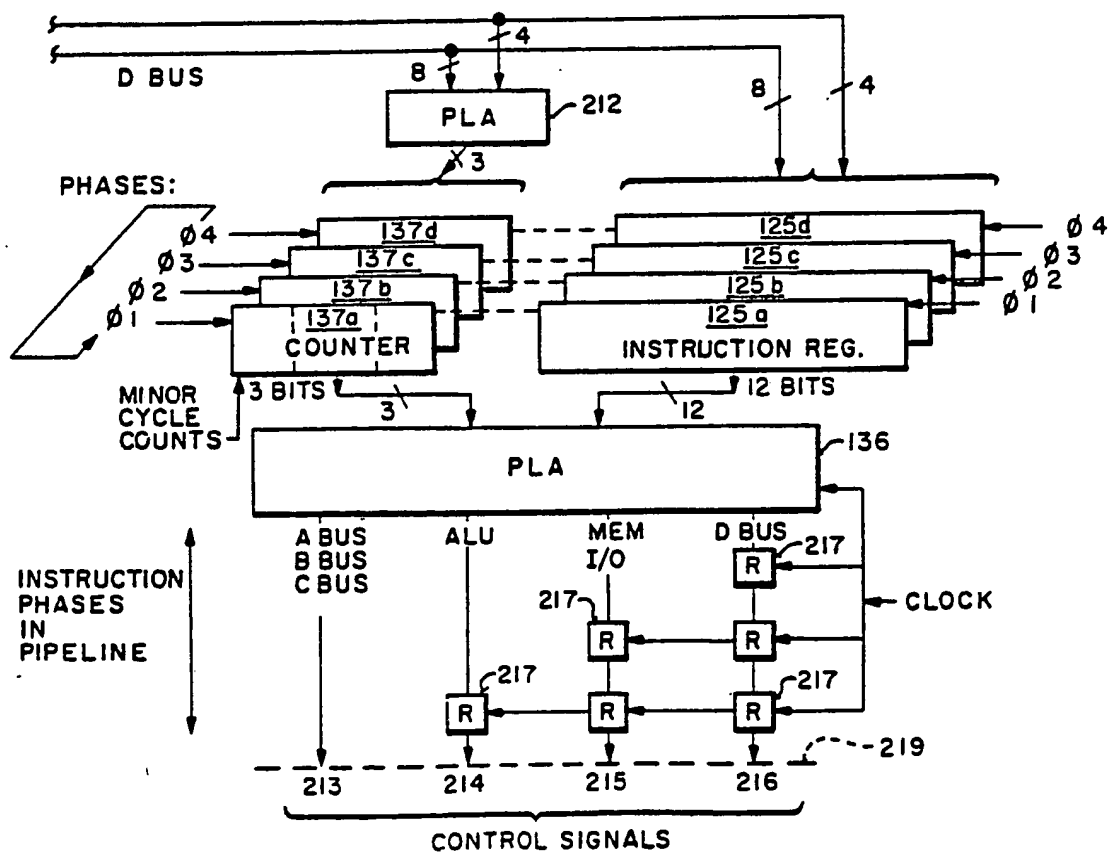 4
8
D BUS
PLA
212
8
4
3
PHASES:
Ø4
137d
125d
Ø4
Ø3
137c
125c
Ø3
Ø2
137b
125b
Ø2
Ø1
137a
125a
Ø1
COUNTER
INSTRUCTION REG.
MINOR
CYCLE
COUNTS
3 BITS
3
12 BITS
12
PLA
136
A BUS
B BUS
C BUS
ALU
MEM
I/O
D BUS
R
217
INSTRUCTION
PHASES
IN
PIPELINE
217
R
R
CLOCK
217
R
R
R
217
219
213
214
215
216
CONTROL SIGNALS